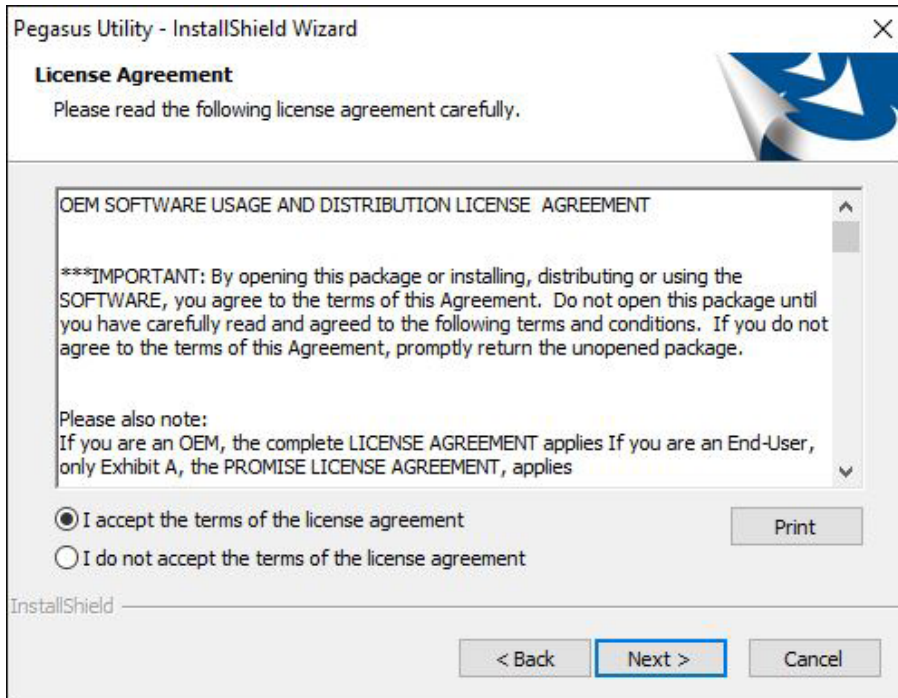 Pegasus Utility - InstallShield Wizard
License Agreement
Please read the following license agreement carefully.
OEM SOFTWARE USAGE AND DISTRIBUTION LICENSE  AGREEMENT
***IMPORTANT: By opening this package or installing, distributing or using the
SOFTWARE, you agree to the terms of this Agreement.  Do not open this package until
you have carefully read and agreed to the following terms and conditions.  If you do not
agree to the terms of this Agreement, promptly return the unopened package.
Please also note:
If you are an OEM, the complete LICENSE AGREEMENT applies If you are an End-User,
only Exhibit A, the PROMISE LICENSE AGREEMENT, applies
I accept the terms of the license agreement
Print
I do not accept the terms of the license agreement
InstallShield
< Back
Next >
Cancel